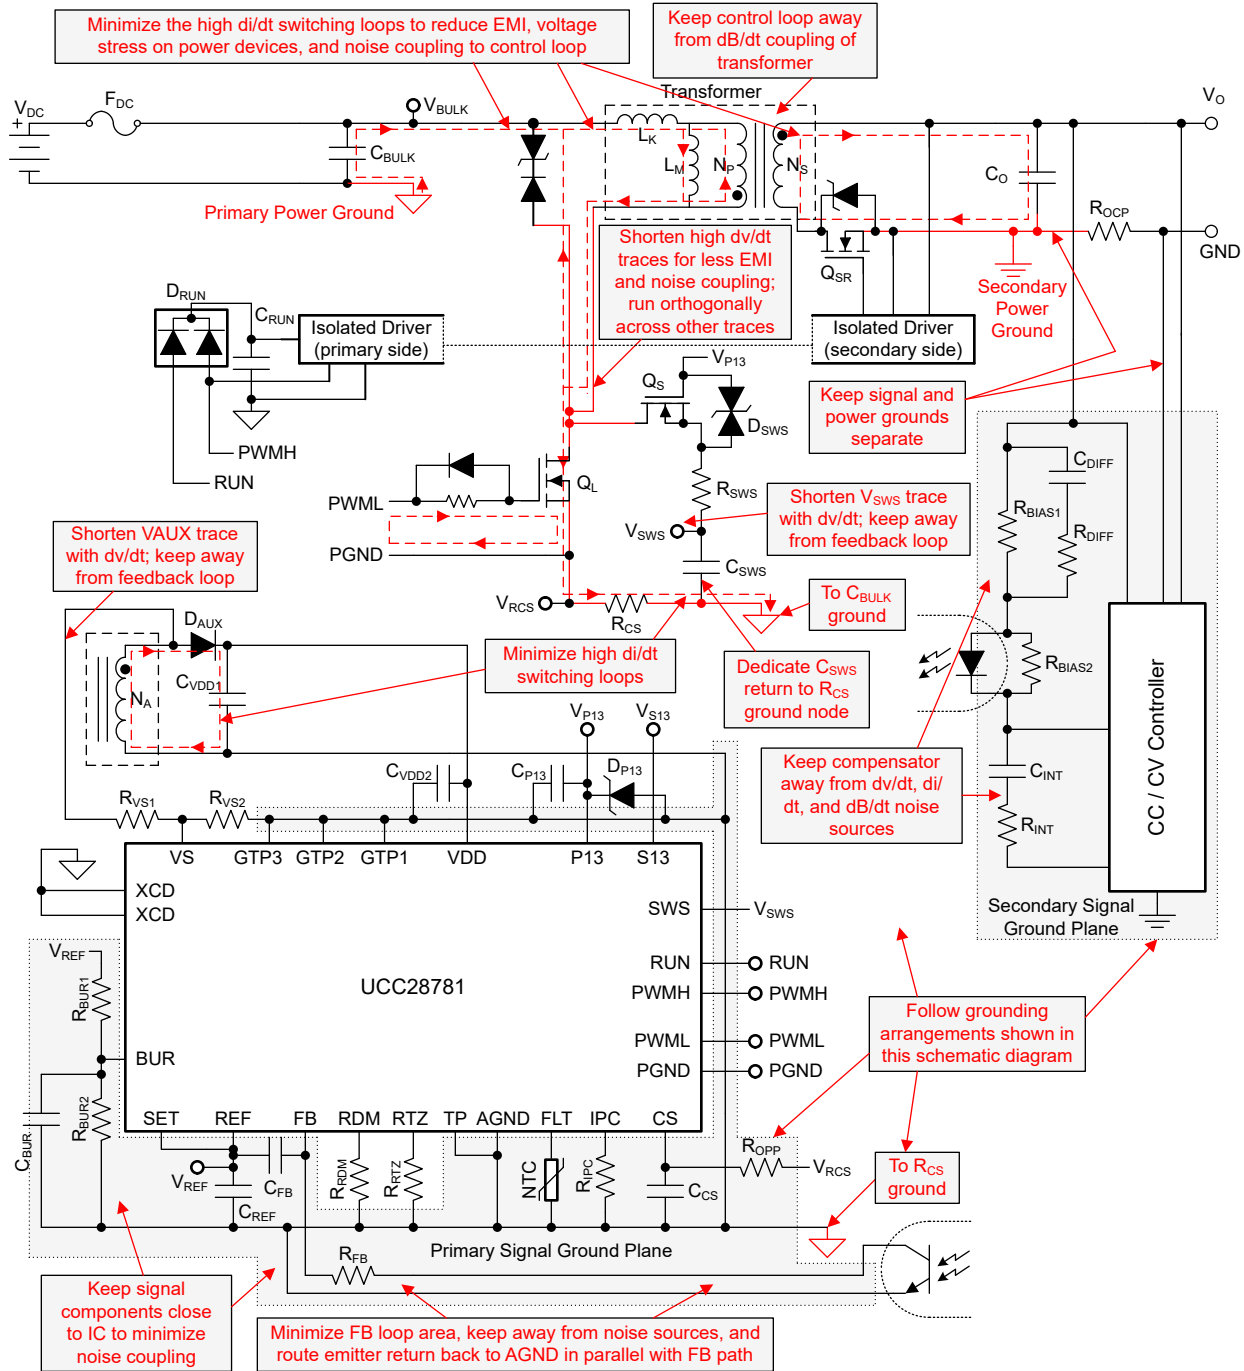 Minimize the high di/dt switching loops to reduce EMI, voltage
stress on power devices, and noise coupling to control loop
Keep control loop away
from dB/dt coupling of
transformer
Transformer
VDC
+
FDC
VBULK
VO
CBULK
LK
LM
NP
NS
CO
Primary Power Ground
ROCP
GND
QSR
Secondary
Power
Ground
Shorten high dv/dt
traces for less EMI
and noise coupling;
run orthogonally
across other traces
DRUN
CRUN
Isolated Driver
(primary side)
Isolated Driver
(secondary side)
VP13
QS
DSWS
Keep signal and
power grounds
separate
PWMH
RUN
QL
PWML
PGND
RSWS
VSWS
CSWS
Shorten VSWS trace
with dv/dt; keep away
from feedback loop
CDIFF
RBIAS1
RDIFF
Shorten VAUX trace
with dv/dt; keep away
from feedback loop
VRCS
RCS
To CBULK
ground
DAUX
NA
CVDD1
Minimize high di/dt
switching loops
Dedicate CSWS
return to RCS
ground node
RBIAS2
CC / CV Controller
VP13
VS13
CVDD2
CP13
DP13
Keep compensator
away from dv/dt, di/
dt, and dB/dt noise
sources
CINT
RINT
RVS1
RVS2
VS
GTP3
GTP2
GTP1
VDD
P13
S13
XCD
XCD
SWS
VSWS
Secondary Signal
Ground Plane
VREF
RBUR1
RUN
RUN
UCC28781
PWMH
PWMH
Follow grounding
arrangements shown in
this schematic diagram
BUR
PWML
PWML
PGND
PGND
CBUR
RBUR2
SET
REF
FB
RDM
RTZ
TP
AGND
FLT
IPC
CS
ROPP
VRCS
VREF
CFB
CREF
RRDM
RRTZ
NTC
RIPC
CCS
To RCS
ground
Primary Signal Ground Plane
RFB
Keep signal
components close
to IC to minimize
noise coupling
Minimize FB loop area, keep away from noise sources, and
route emitter return back to AGND in parallel with FB path